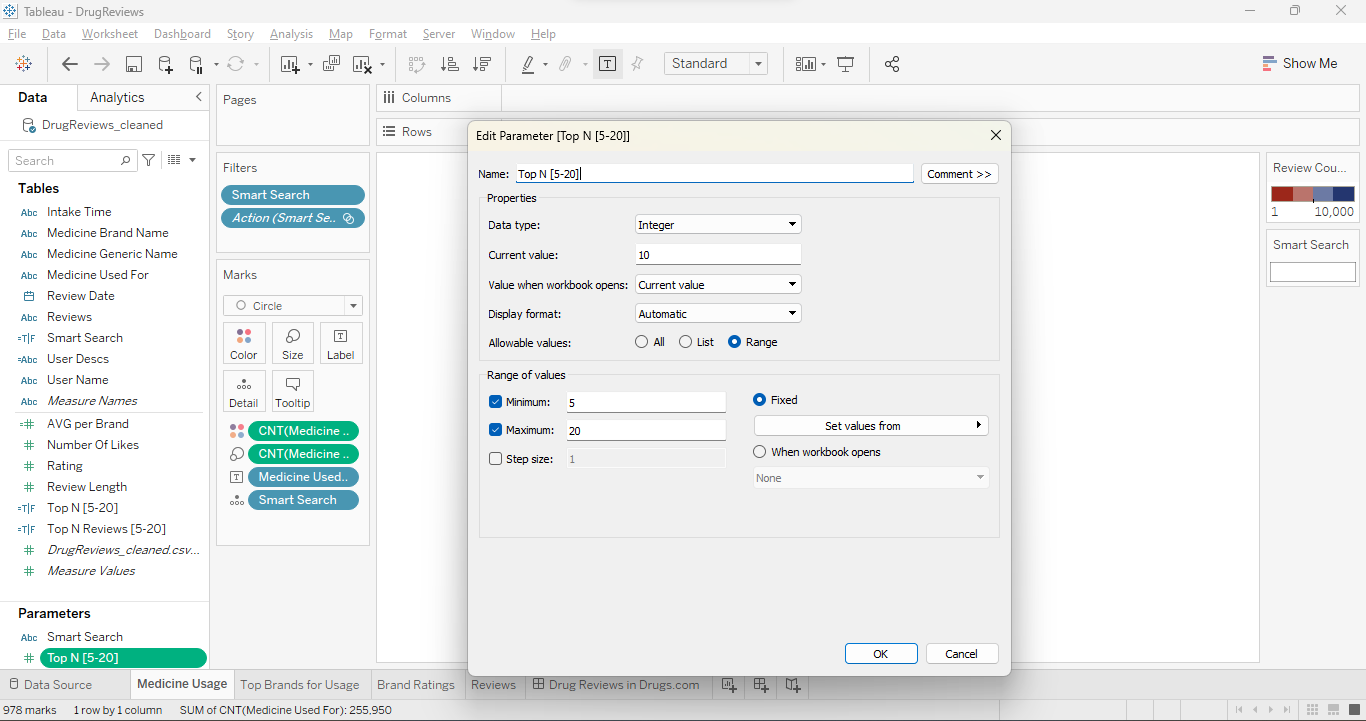 Tableau - DrugReviews
File Data Worksheet Dashboard Story Analysis Map Format Server Window Help
Standard
Show Me
Data Analytics
DrugReviews_cleaned
Search
Tables
Abc Intake Time
Abc Medicine Brand Name
Abc Medicine Generic Name
Abc Medicine Used For
Review Date
Abc Reviews
=T|F Smart Search
=Abc User Descs
Abc User Name
Abc Measure Names
=# AVG per Brand
# Number Of Likes
# Rating
# Review Length
=T|F Top N [5-20]
=T|F Top N Reviews [5-20]
# DrugReviews_cleaned.csv...
# Measure Values
Parameters
Abc Smart Search
# Top N [5-20]
Pages
Filters
Smart Search
Action (Smart Se..
Marks
Circle
Color Size Label
Detail Tooltip
CNT(Medicine ..
CNT(Medicine ..
Medicine Used..
Smart Search
Columns
Rows
Edit Parameter [Top N [5-20]]
Name: Top N [5-20] Comment >>
Properties
Data type: Integer
Current value: 10
Value when workbook opens: Current value
Display format: Automatic
Allowable values: All List Range
Range of values
Minimum: 5
Maximum: 20
Step size: 1
Fixed
Set values from
When workbook opens
None
OK Cancel
Review Cou...
1 10,000
Smart Search
Data Source Medicine Usage Top Brands for Usage Brand Ratings Reviews Drug Reviews in Drugs.com
978 marks 1 row by 1 column SUM of CNT(Medicine Used For): 255,950